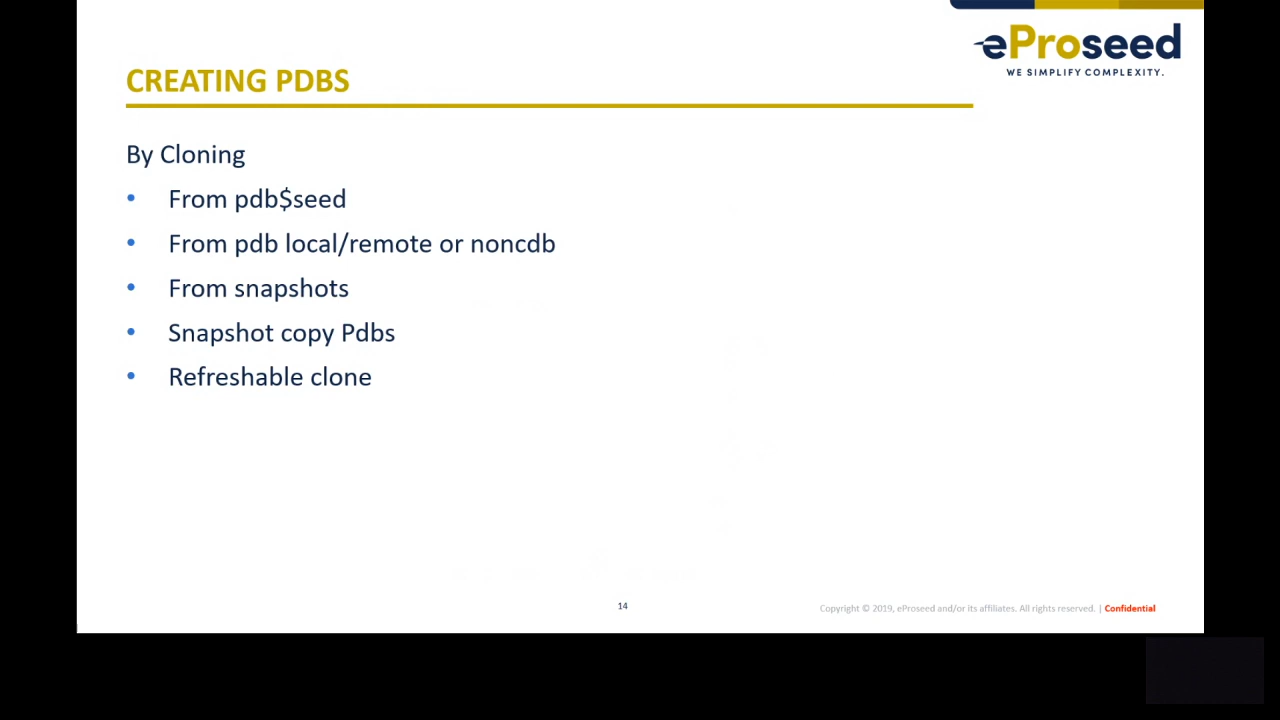 eProseed
WE SIMPLIFY COMPLEXITY.
CREATING PDBS
By Cloning
• From pdb$seed
• From pdb local/remote or noncdb
• From snapshots
• Snapshot copy Pdbs
• Refreshable clone
14
Copyright © 2019, eProseed and/or its affiliates. All rights reserved. | Confidential